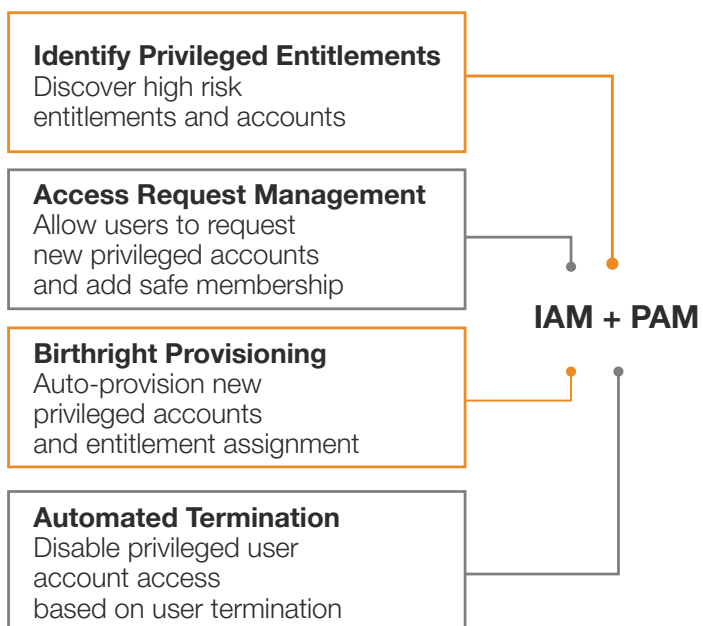 Identify Privileged Entitlements
Discover high risk
entitlements and accounts
Access Request Management
Allow users to request
new privileged accounts
and add safe membership
IAM + PAM
Birthright Provisioning
Auto-provision new
privileged accounts
and entitlement assignment
Automated Termination
Disable privileged user
account access
based on user termination